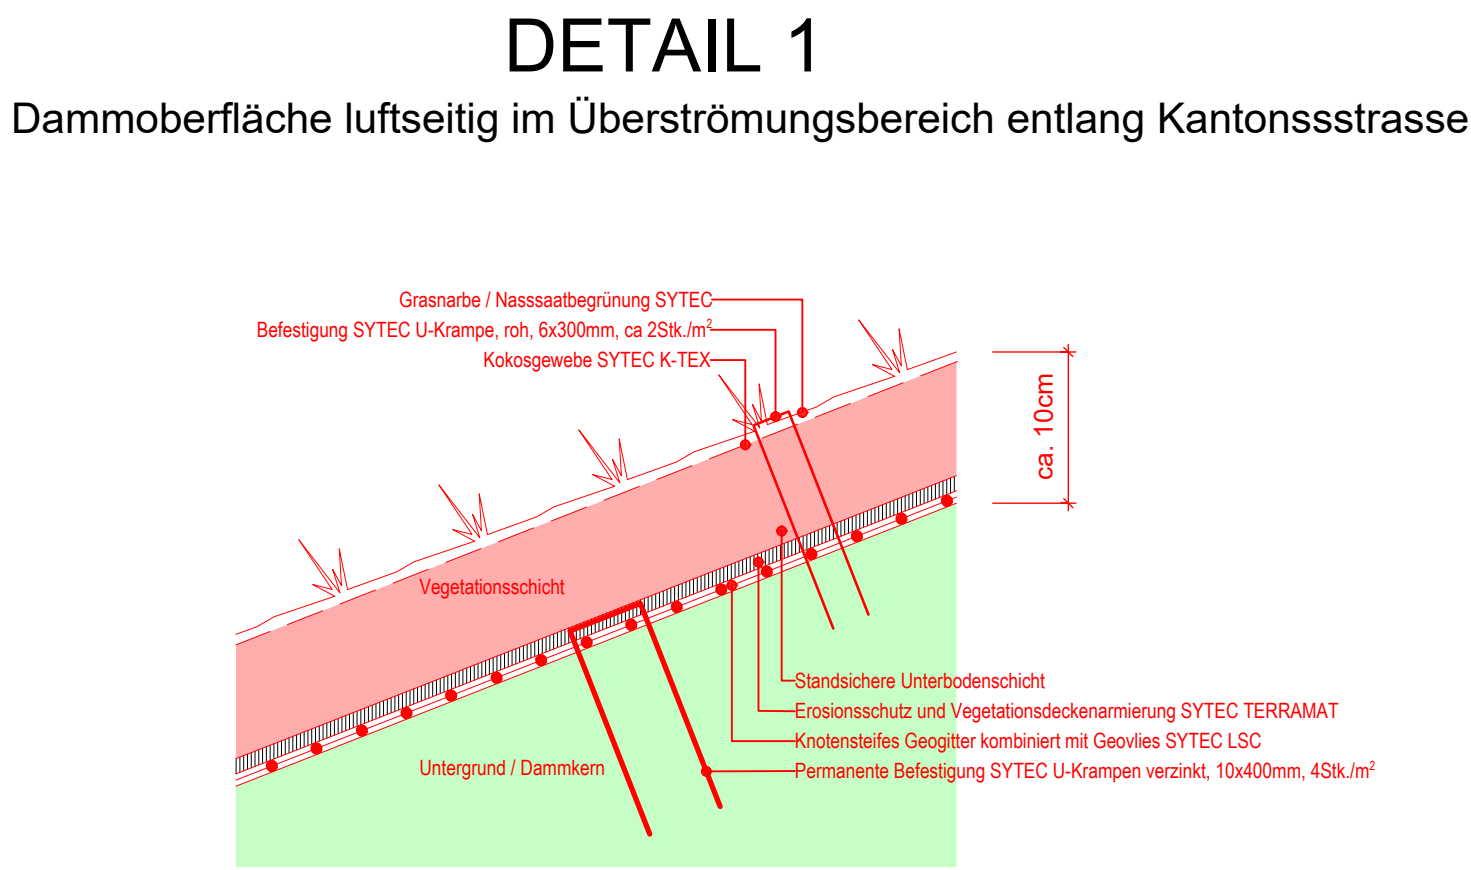 DETAIL 1
Dammoberfläche luftseitig im Überströmungsbereich entlang Kantonssstrasse
Grasnarbe / Nasssaatbegrünung SYTEC
Befestigung SYTEC U-Krampe, roh, 6x300mm, ca 2Stk./m²
Kokosgewebe SYTEC K-TEX
ca. 10cm
Vegetationsschicht
Standsichere Unterbodenschicht
Erosionsschutz und Vegetationsdeckenarmierung SYTEC TERRAMAT
Knotensteifes Geogitter kombiniert mit Geovlies SYTEC LSC
Untergrund / Dammkern
Permanente Befestigung SYTEC U-Krampen verzinkt, 10x400mm, 4Stk./m²